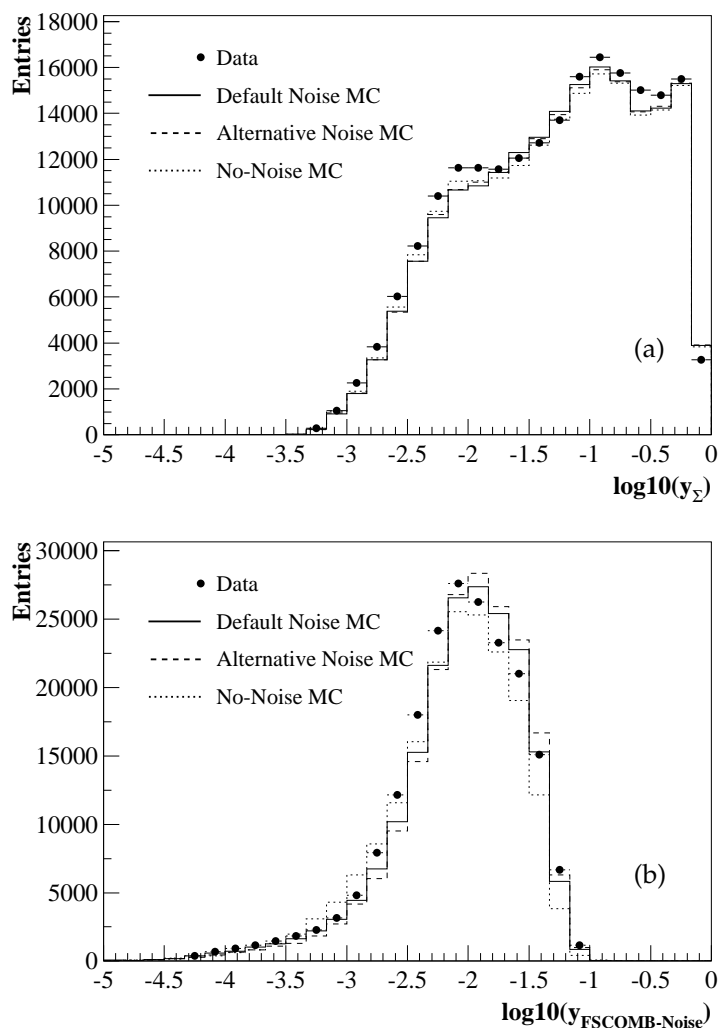 Entries
18000
16000
14000
12000
10000
8000
6000
4000
2000
0
Data
Default Noise MC
Alternative Noise MC
No-Noise MC
(a)
-5 -4.5 -4 -3.5 -3 -2.5 -2 -1.5 -1 -0.5 0
log10(y_Σ)
Entries
30000
25000
20000
15000
10000
5000
0
Data
Default Noise MC
Alternative Noise MC
No-Noise MC
(b)
-5 -4.5 -4 -3.5 -3 -2.5 -2 -1.5 -1 -0.5 0
log10(y_FSCOMB-Noise)